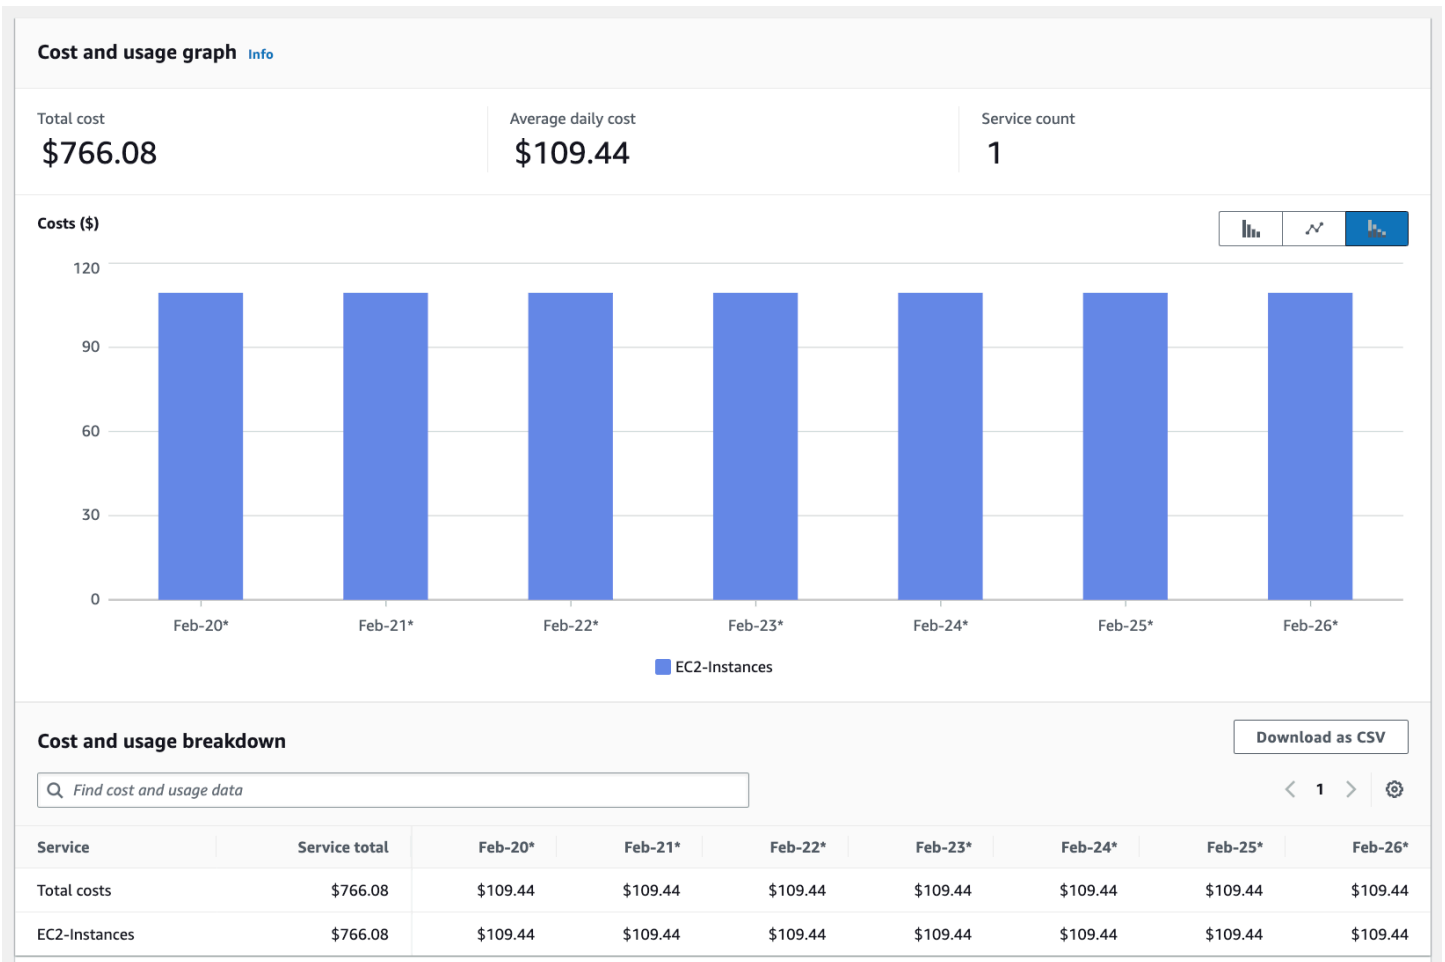 Cost and usage graph Info
Total cost Average daily cost Service count
$766.08 $109.44 1
Costs ($)
120
90
60
30
0
Feb-20* Feb-21* Feb-22* Feb-23* Feb-24* Feb-25* Feb-26*
EC2-Instances
Cost and usage breakdown Download as CSV
Find cost and usage data 1
Service Service total Feb-20* Feb-21* Feb-22* Feb-23* Feb-24* Feb-25* Feb-26*
Total costs $766.08 $109.44 $109.44 $109.44 $109.44 $109.44 $109.44 $109.44
EC2-Instances $766.08 $109.44 $109.44 $109.44 $109.44 $109.44 $109.44 $109.44